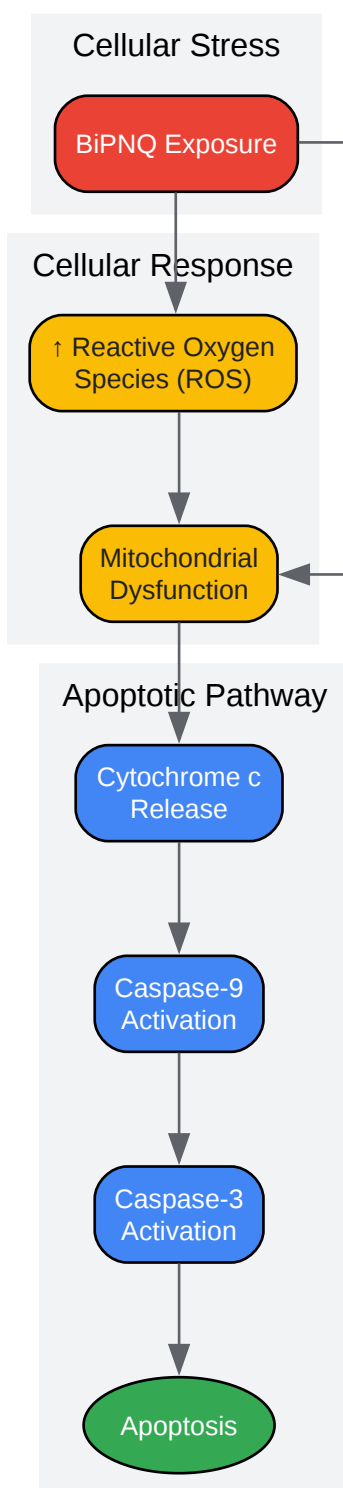 Cellular Stress
BiPNQ Exposure
Cellular Response
↑ Reactive Oxygen
Species (ROS)
Mitochondrial
Dysfunction
Apoptotic Pathway
Cytochrome c
Release
Caspase-9
Activation
Caspase-3
Activation
Apoptosis